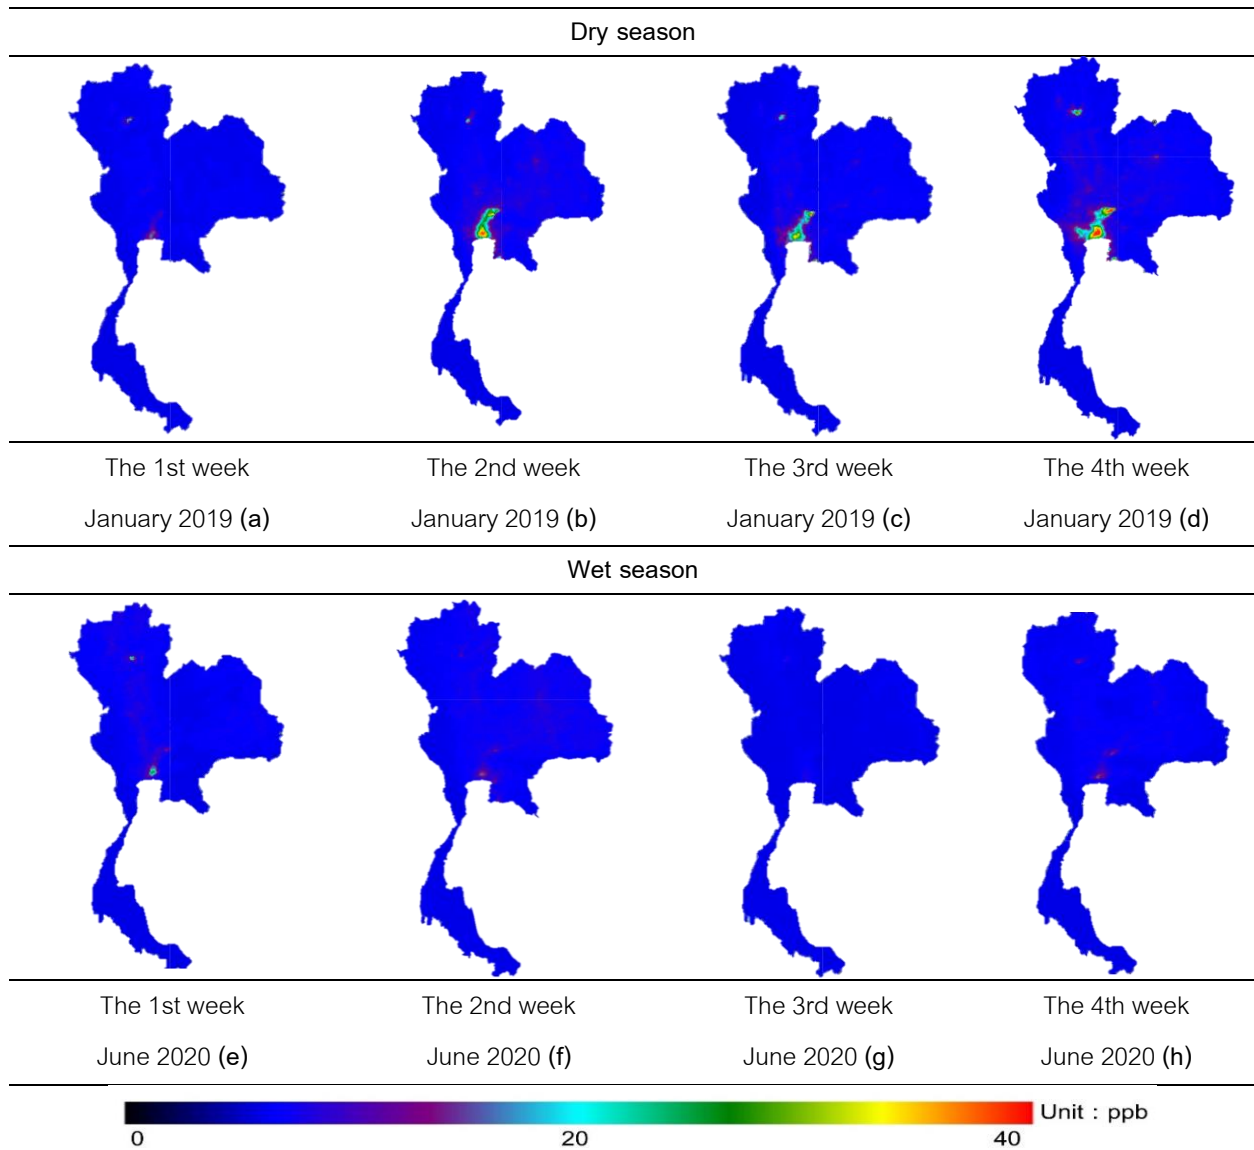 Dry season
The 1st week
January 2019 (a)
The 2nd week
January 2019 (b)
The 3rd week
January 2019 (c)
The 4th week
January 2019 (d)
Wet season
The 1st week
June 2020 (e)
The 2nd week
June 2020 (f)
The 3rd week
June 2020 (g)
The 4th week
June 2020 (h)
Unit : ppb
0 20 40